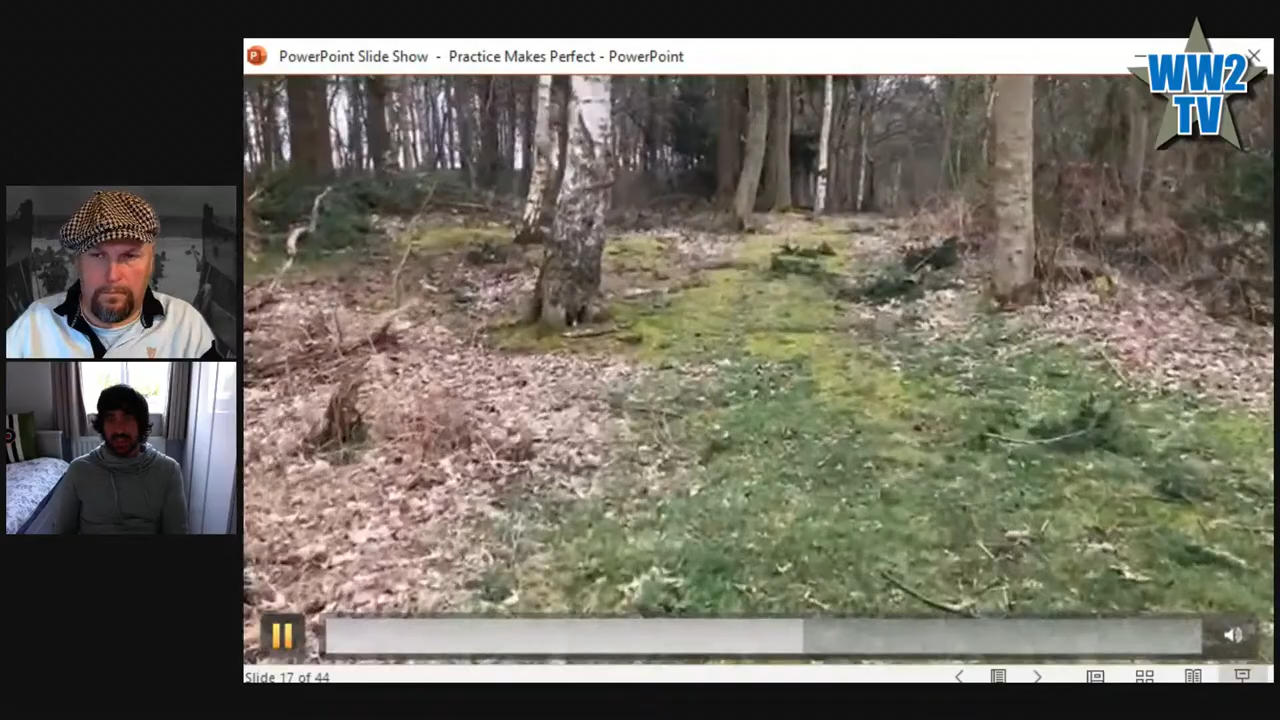 PowerPoint Slide Show - Practice Makes Perfect - PowerPoint
WW2
TV
Slide 17 of 44